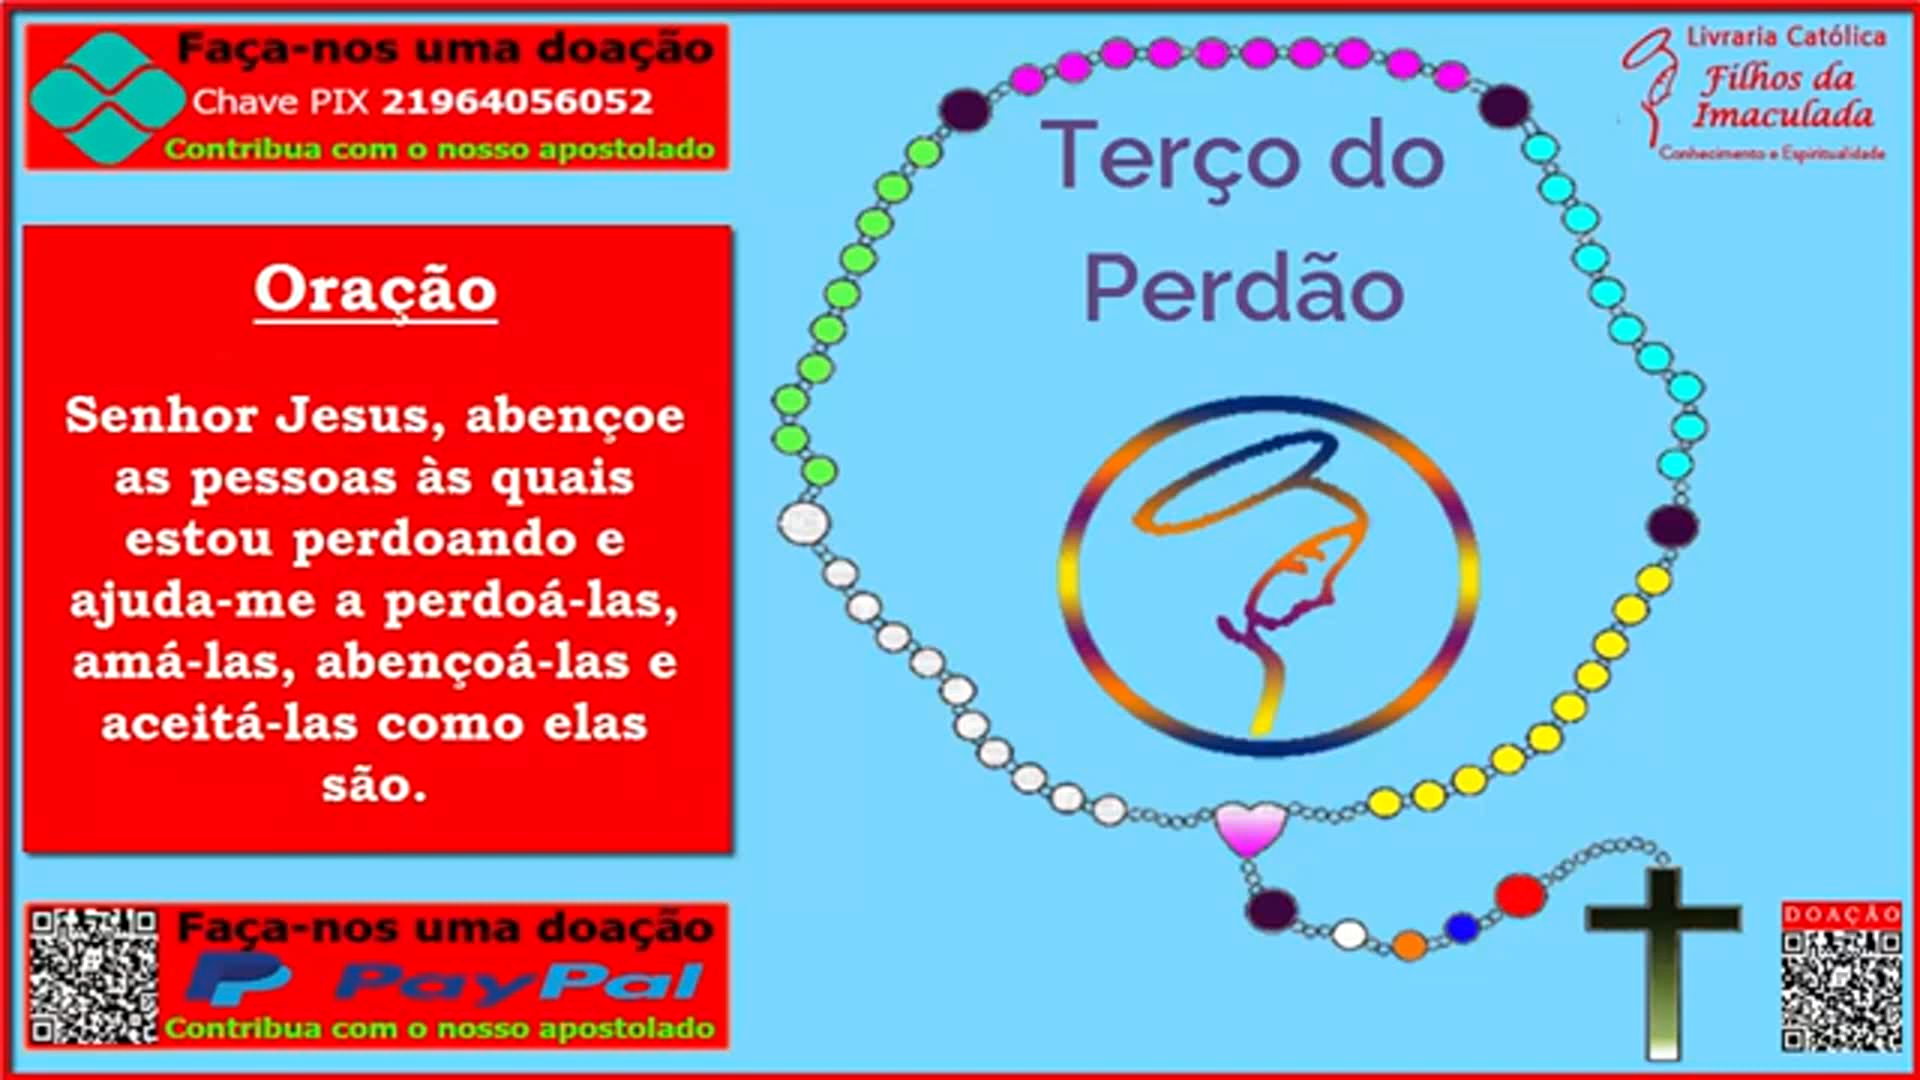 Faça-nos uma doação
Chave PIX 21964056052
Contribua com o nosso apostolado
Livraria Católica
Filhos da
Imaculada
Conhecimento e Espiritualidade
Terço do
Perdão
Oração
Senhor Jesus, abençoe
as pessoas às quais
estou perdoando e
ajuda-me a perdoá-las,
amá-las, abençoá-las e
aceitá-las como elas
são.
Faça-nos uma doação
PayPal
Contribua com o nosso apostolado
DOAÇÃO